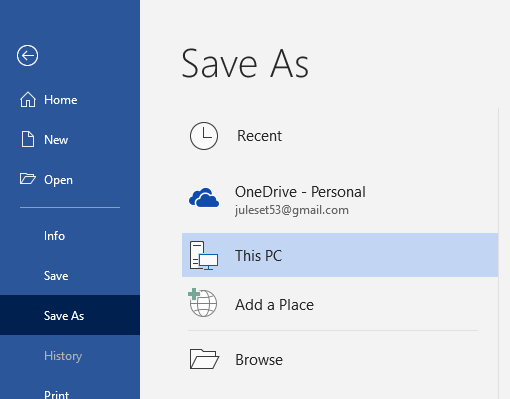 Save As
Home
New
Open
Info
Save
Save As
History
Print
Recent
OneDrive - Personal
juleset53@gmail.com
This PC
Add a Place
Browse